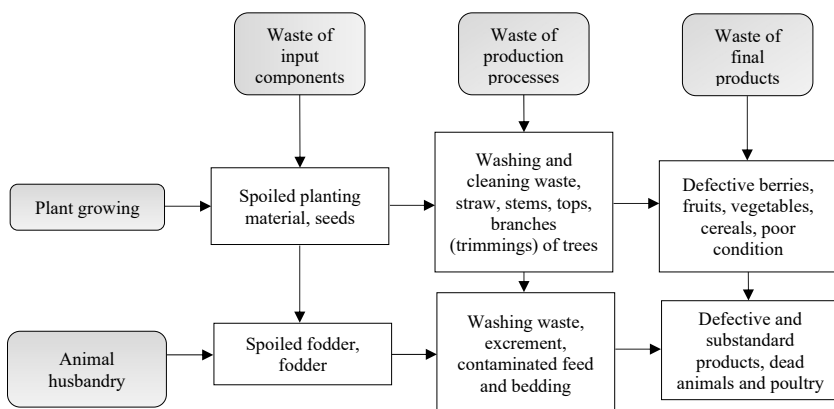 Waste of
input
components
Waste of
production
processes
Waste of
final
products
Plant growing
Spoiled planting
material, seeds
Washing and
cleaning waste,
straw, stems, tops,
branches
(trimmings) of trees
Defective berries,
fruits, vegetables,
cereals, poor
condition
Animal
husbandry
Spoiled fodder,
fodder
Washing waste,
excrement,
contaminated feed
and bedding
Defective and
substandard
products, dead
animals and poultry